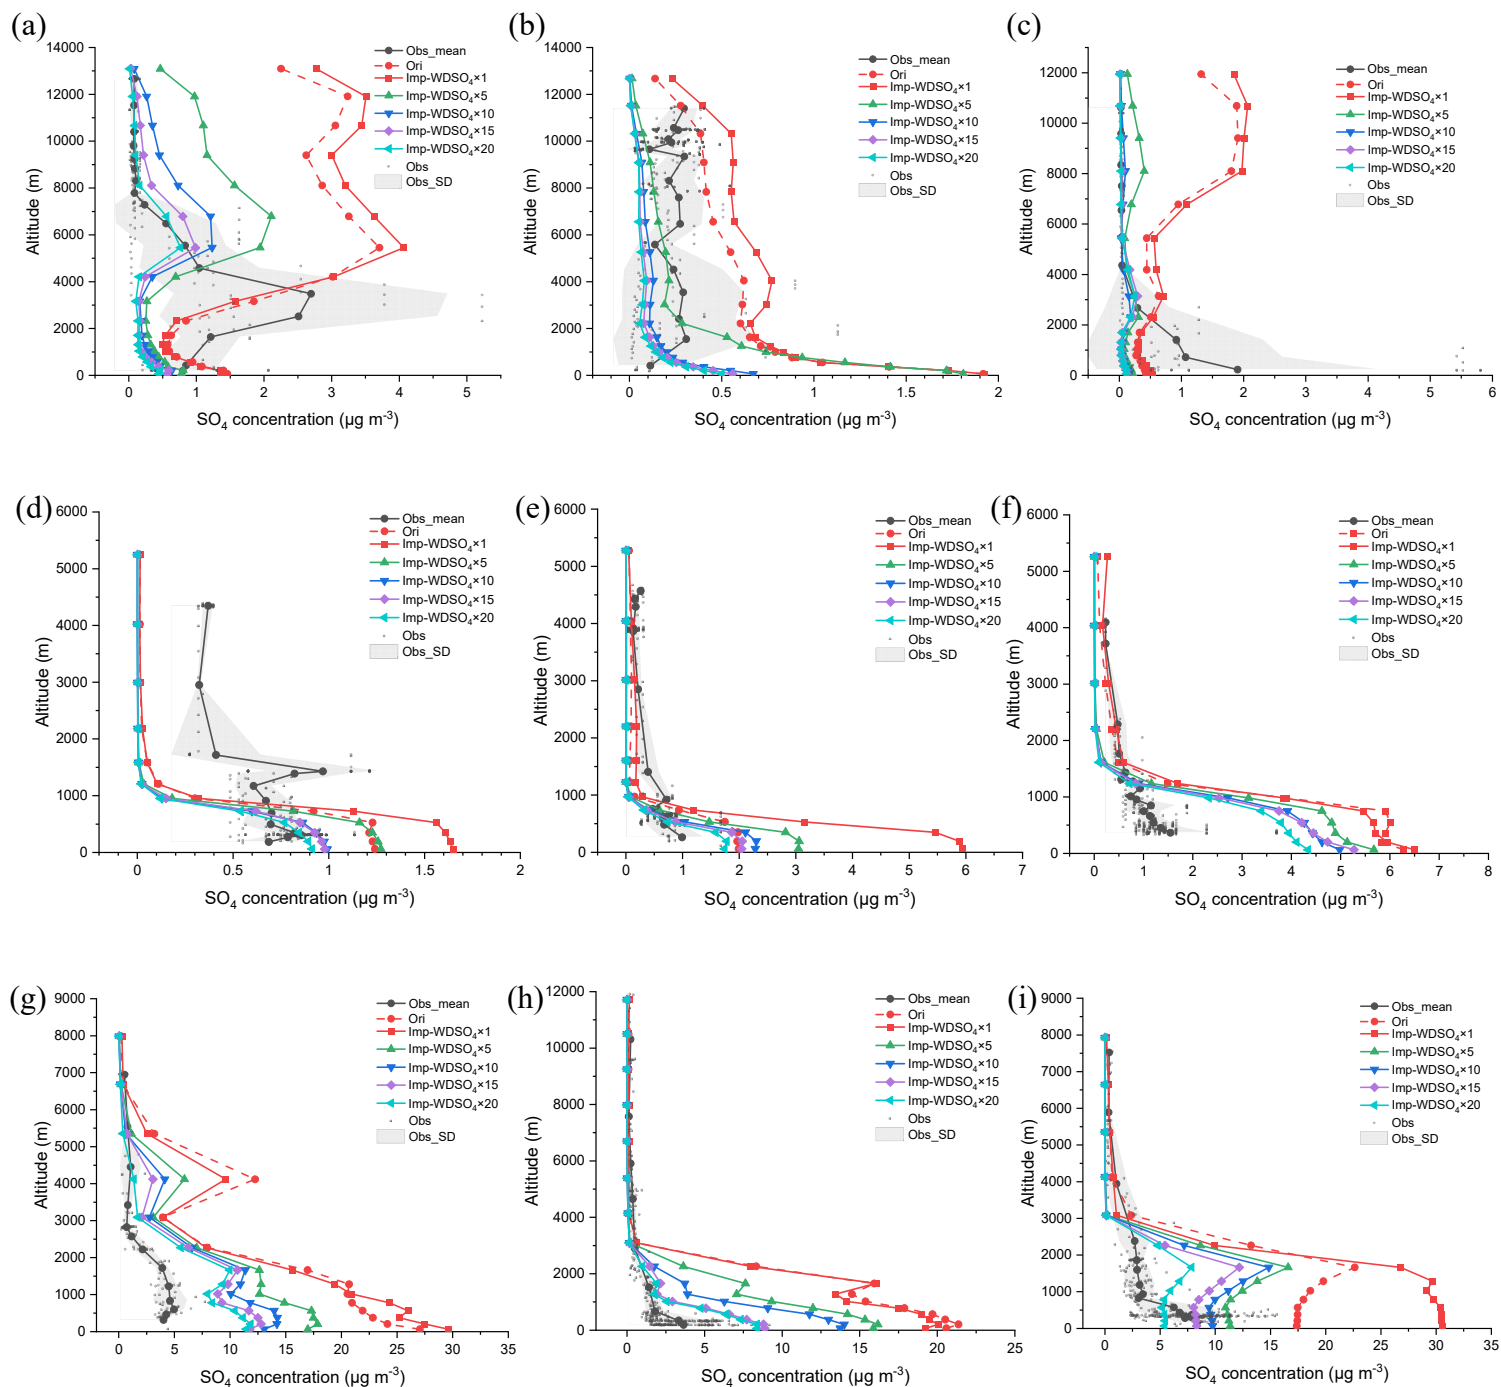 (a)
14000
12000
10000
8000
6000
4000
2000
0
0
1
2
3
4
5
Altitude (m)
SO₄ concentration (µg m⁻³)
Obs_mean
Ori
Imp-WDSO₄×1
Imp-WDSO₄×5
Imp-WDSO₄×10
Imp-WDSO₄×15
Imp-WDSO₄×20
Obs
Obs_SD
(b)
14000
12000
10000
8000
6000
4000
2000
0
0
0.5
1
1.5
2
Altitude (m)
SO₄ concentration (µg m⁻³)
Obs_mean
Ori
Imp-WDSO₄×1
Imp-WDSO₄×5
Imp-WDSO₄×10
Imp-WDSO₄×15
Imp-WDSO₄×20
Obs
Obs_SD
(c)
12000
10000
8000
6000
4000
2000
0
0
1
2
3
4
5
6
Altitude (m)
SO₄ concentration (µg m⁻³)
Obs_mean
Ori
Imp-WDSO₄×1
Imp-WDSO₄×5
Imp-WDSO₄×10
Imp-WDSO₄×15
Imp-WDSO₄×20
Obs
Obs_SD
(d)
6000
5000
4000
3000
2000
1000
0
0
0.5
1
1.5
2
Altitude (m)
SO₄ concentration (µg m⁻³)
Obs_mean
Ori
Imp-WDSO₄×1
Imp-WDSO₄×5
Imp-WDSO₄×10
Imp-WDSO₄×15
Imp-WDSO₄×20
Obs
Obs_SD
(e)
6000
5000
4000
3000
2000
1000
0
0
1
2
3
4
5
6
7
Altitude (m)
SO₄ concentration (µg m⁻³)
Obs_mean
Ori
Imp-WDSO₄×1
Imp-WDSO₄×5
Imp-WDSO₄×10
Imp-WDSO₄×15
Imp-WDSO₄×20
Obs
Obs_SD
(f)
6000
5000
4000
3000
2000
1000
0
0
1
2
3
4
5
6
7
8
Altitude (m)
SO₄ concentration (µg m⁻³)
Obs_mean
Ori
Imp-WDSO₄×1
Imp-WDSO₄×5
Imp-WDSO₄×10
Imp-WDSO₄×15
Imp-WDSO₄×20
Obs
Obs_SD
(g)
9000
8000
7000
6000
5000
4000
3000
2000
1000
0
0
5
10
15
20
25
30
35
Altitude (m)
SO₄ concentration (µg m⁻³)
Obs_mean
Ori
Imp-WDSO₄×1
Imp-WDSO₄×5
Imp-WDSO₄×10
Imp-WDSO₄×15
Imp-WDSO₄×20
Obs
Obs_SD
(h)
12000
10000
8000
6000
4000
2000
0
0
5
10
15
20
25
Altitude (m)
SO₄ concentration (µg m⁻³)
Obs_mean
Ori
Imp-WDSO₄×1
Imp-WDSO₄×5
Imp-WDSO₄×10
Imp-WDSO₄×15
Imp-WDSO₄×20
Obs
Obs_SD
(i)
9000
8000
7000
6000
5000
4000
3000
2000
1000
0
0
5
10
15
20
25
30
35
Altitude (m)
SO₄ concentration (µg m⁻³)
Obs_mean
Ori
Imp-WDSO₄×1
Imp-WDSO₄×5
Imp-WDSO₄×10
Imp-WDSO₄×15
Imp-WDSO₄×20
Obs
Obs_SD